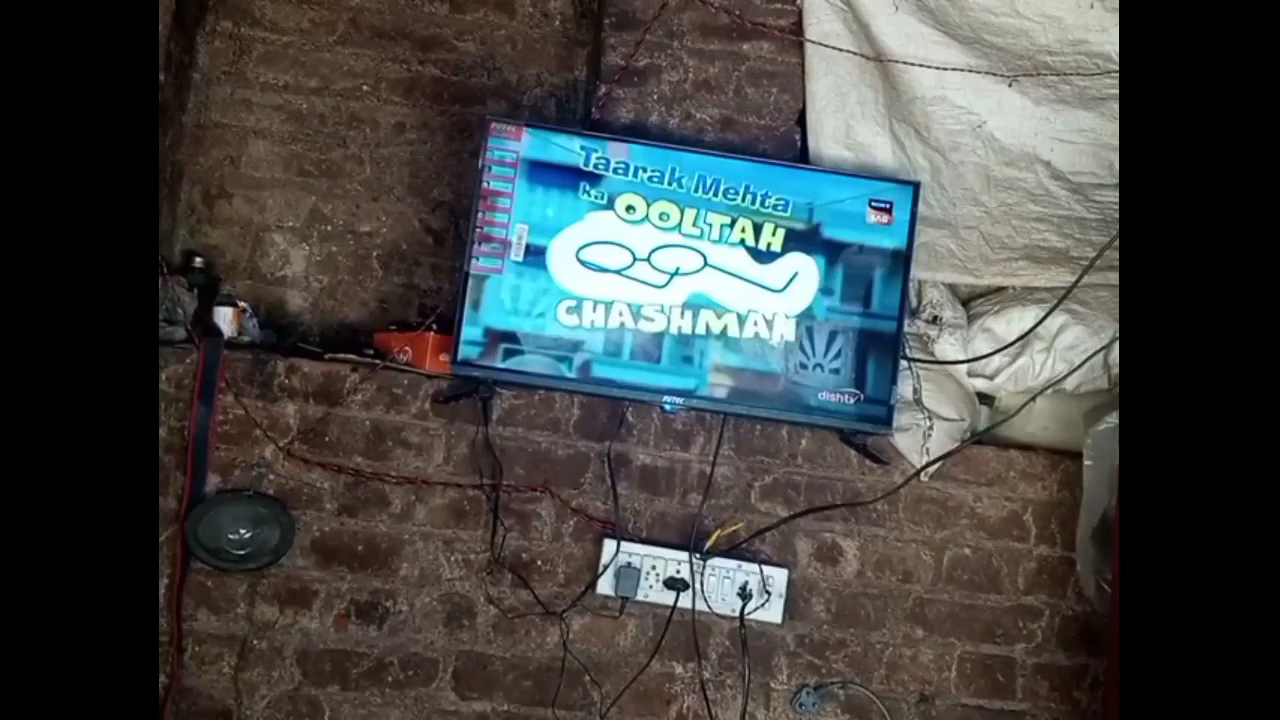 Taarak Mehta
ka OOLTAH
CHASHMAH
SONY
SAB
dishtv